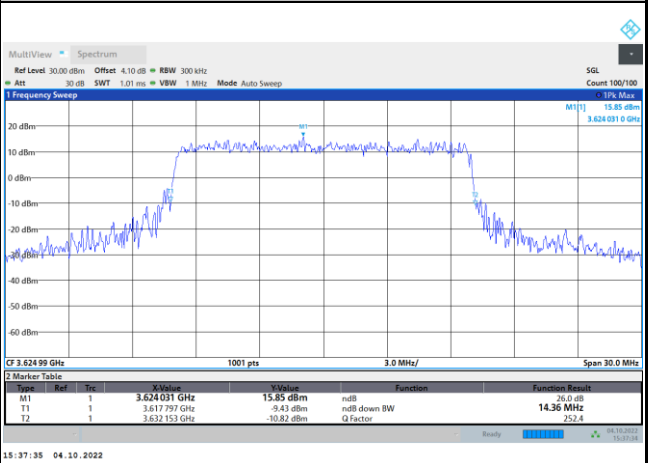 MultiView Spectrum
Ref Level 30.00 dBm Offset 4.10 dB RBW 300 kHz SGL
Att 30 dB SWT 1.01 ms VBW 1 MHz Mode Auto Sweep Count 100/100
1 Frequency Sweep 1Pk Max
M1[1] 15.85 dBm
3.624 031 0 GHz
M1
20 dBm
10 dBm
0 dBm
T1
T2
-10 dBm
-20 dBm
-30 dBm
-40 dBm
-50 dBm
-60 dBm
CF 3.624 99 GHz 1001 pts 3.0 MHz/ Span 30.0 MHz
2 Marker Table
Type Ref Trc X-Value Y-Value Function Function Result
M1 1 3.624 031 GHz 15.85 dBm ndB 26.0 dB
T1 1 3.617 797 GHz -9.43 dBm ndB down BW 14.36 MHz
T2 1 3.632 153 GHz -10.82 dBm Q Factor 252.4
Ready 04.10.2022
15:37:35
15:37:35 04.10.2022